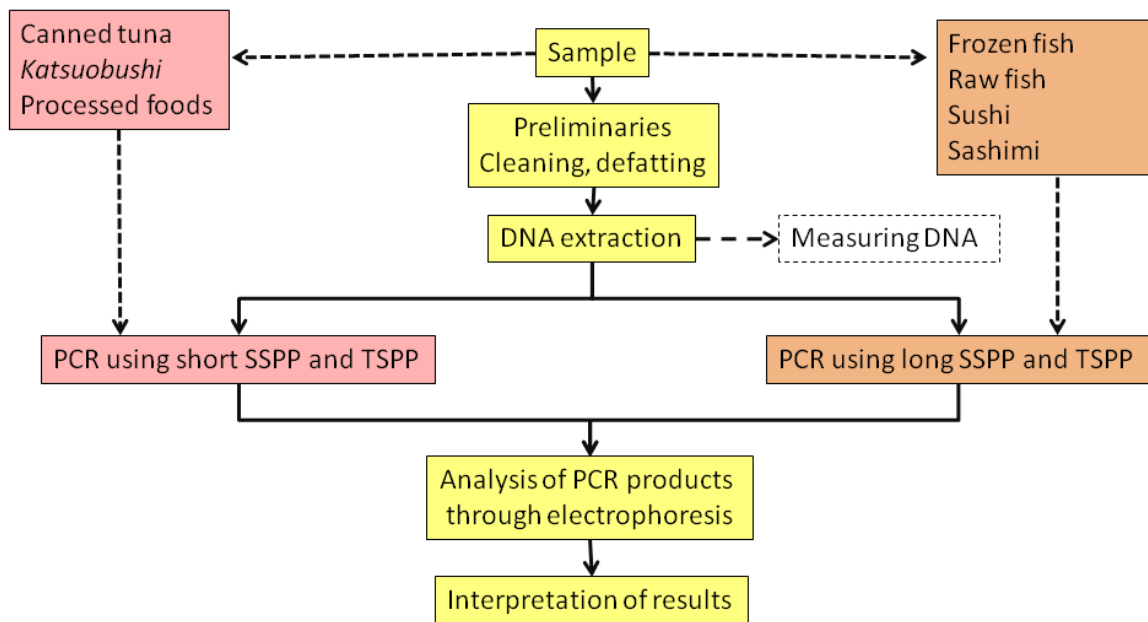 Canned tuna
Katsuobushi
Processed foods
Sample
Frozen fish
Raw fish
Sushi
Sashimi
Preliminaries
Cleaning, defatting
DNA extraction
Measuring DNA
PCR using short SSPP and TSPP
PCR using long SSPP and TSPP
Analysis of PCR products
through electrophoresis
Interpretation of results